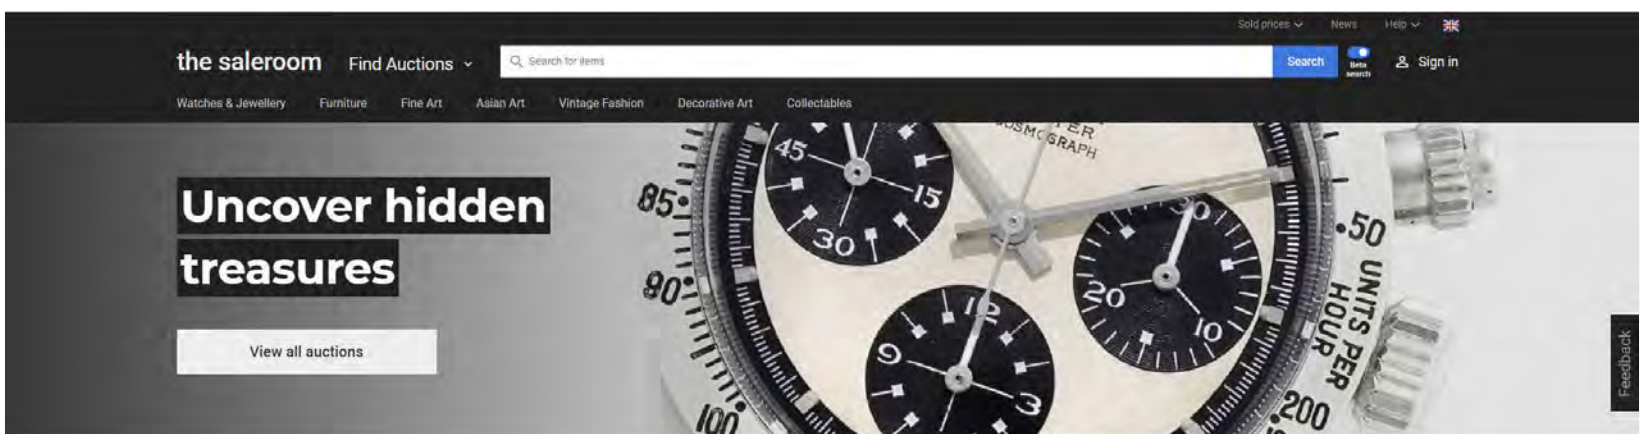 Sold prices News Help
the saleroom Find Auctions Search for items Search Beta search Sign in
Watches & Jewellery Furniture Fine Art Asian Art Vintage Fashion Decorative Art Collectables
Uncover hidden
treasures
View all auctions
COSMOGRAPH
45
15
30
85
80
100
30
20
10
12
9
3
50
UNITS PER
HOUR
200
Feedback